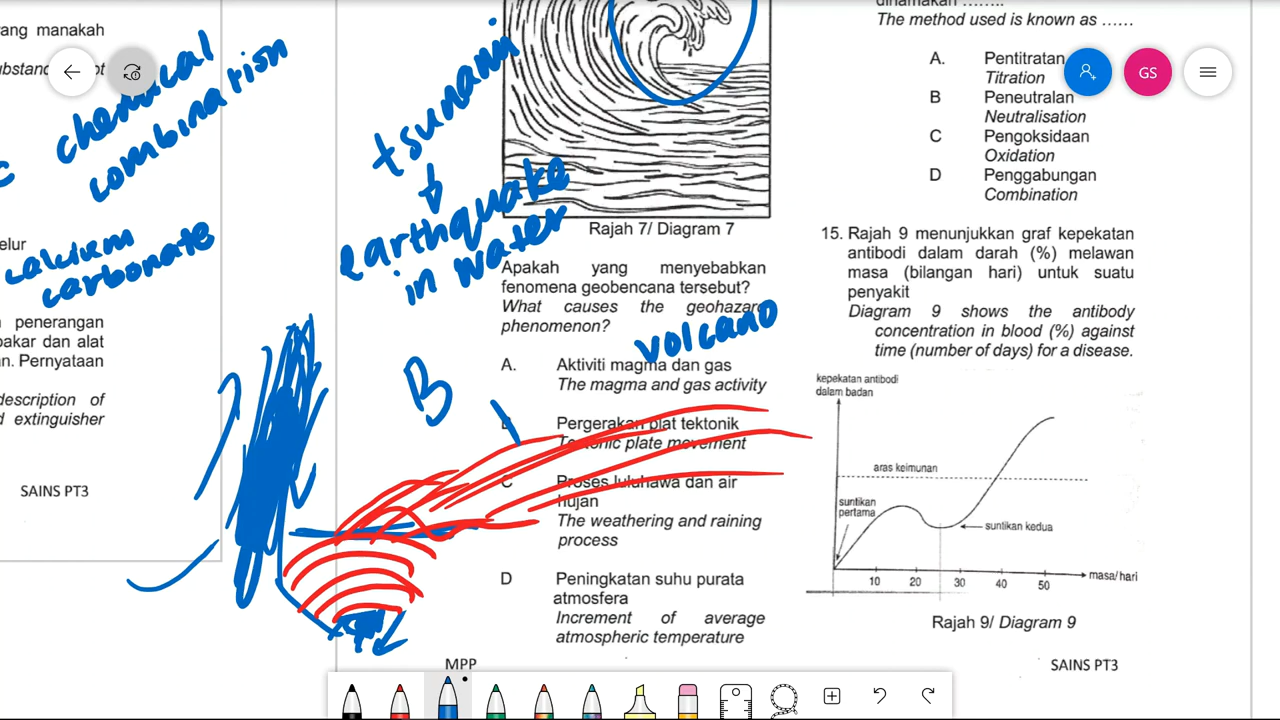 ang manakah
ubstanc
ot
C chemical
combination
elur
calcium
carbonate
penerangan
akar dan alat
n. Pernyataan
description of
d extinguisher
SAINS PT3
tsunami
earthquake
in water
Rajah 7/ Diagram 7
Apakah yang menyebabkan
fenomena geobencana tersebut?
What causes the geohazard
phenomenon?
volcano
B
A. Aktiviti magma dan gas
The magma and gas activity
B Pergerakan plat tektonik
Tectonic plate movement
C Proses luluhawa dan air
hujan
The weathering and raining
process
D Peningkatan suhu purata
atmosfera
Increment of average
atmospheric temperature
MPP
dinamakan ........
The method used is known as ......
A. Pentitratan
Titration
B Peneutralan
Neutralisation
C Pengoksidaan
Oxidation
D Penggabungan
Combination
GS
15. Rajah 9 menunjukkan graf kepekatan
antibodi dalam darah (%) melawan
masa (bilangan hari) untuk suatu
penyakit
Diagram 9 shows the antibody
concentration in blood (%) against
time (number of days) for a disease.
kepekatan antibodi
dalam badan
aras keimunan
suntikan
pertama
suntikan kedua
10 20 30 40 50 masa/hari
Rajah 9/ Diagram 9
SAINS PT3